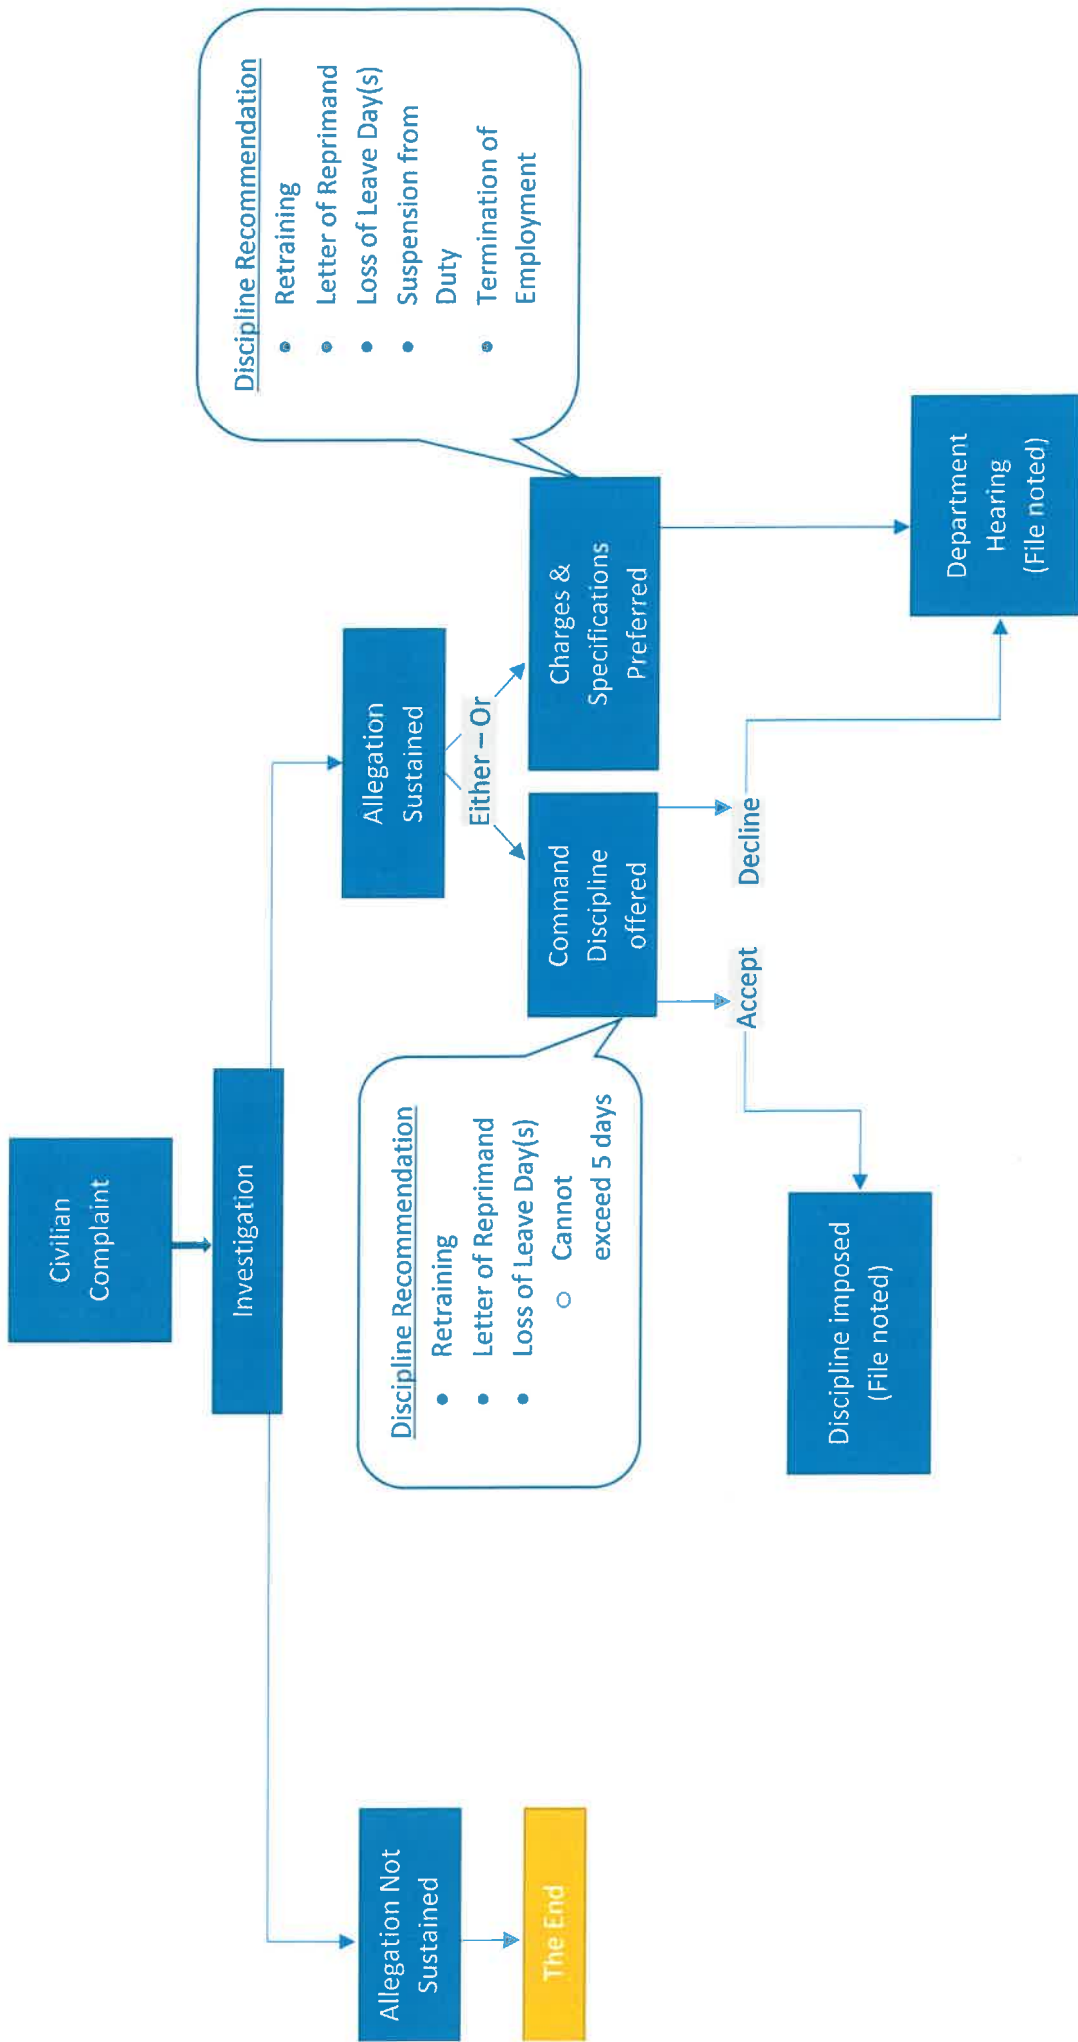 Civilian
Complaint
Investigation
Allegation Not
Sustained
The End
Allegation
Sustained
Either – Or
Discipline Recommendation
• Retraining
• Letter of Reprimand
• Loss of Leave Day(s)
○ Cannot
exceed 5 days
Command
Discipline
offered
Charges &
Specifications
Preferred
Discipline Recommendation
• Retraining
• Letter of Reprimand
• Loss of Leave Day(s)
• Suspension from
Duty
• Termination of
Employment
Accept
Decline
Discipline imposed
(File noted)
Department
Hearing
(File noted)